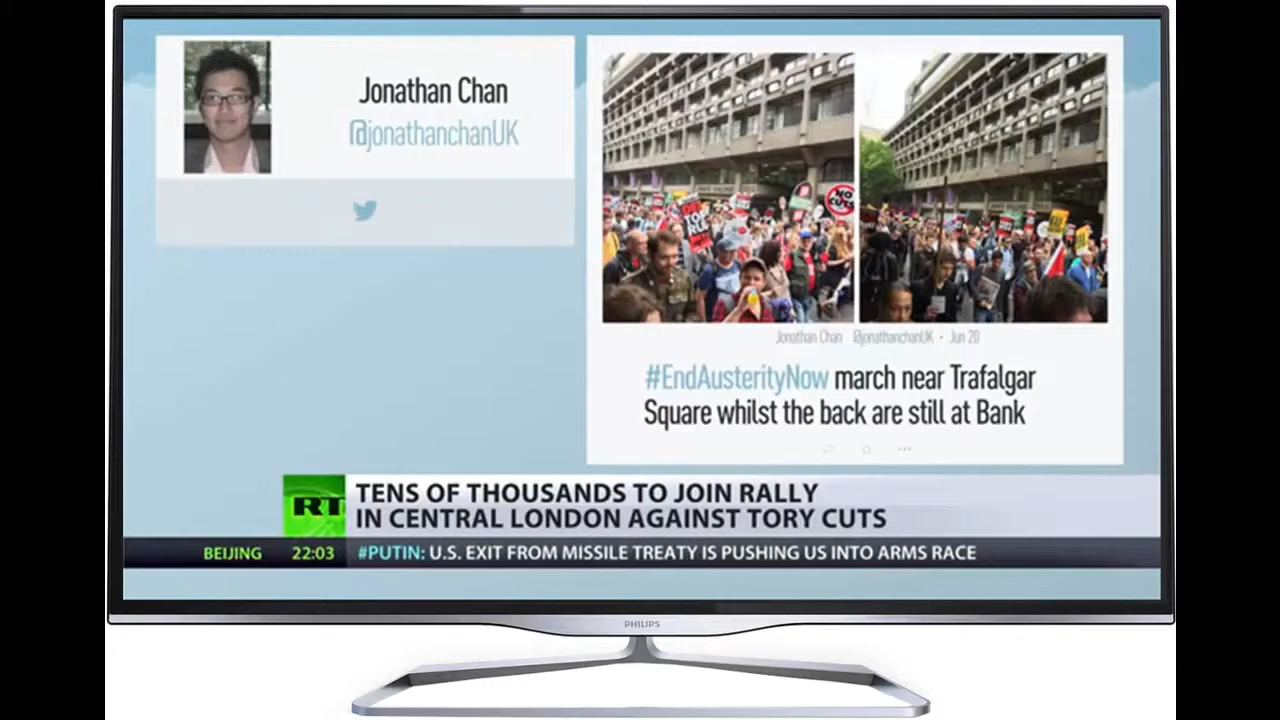 Jonathan Chan
@jonathanchanUK
NO
CUTS
Jonathan Chan @jonathanchanUK · Jun 20
#EndAusterityNow march near Trafalgar
Square whilst the back are still at Bank
RT
TENS OF THOUSANDS TO JOIN RALLY
IN CENTRAL LONDON AGAINST TORY CUTS
BEIJING 22:03 #PUTIN: U.S. EXIT FROM MISSILE TREATY IS PUSHING US INTO ARMS RACE
PHILIPS